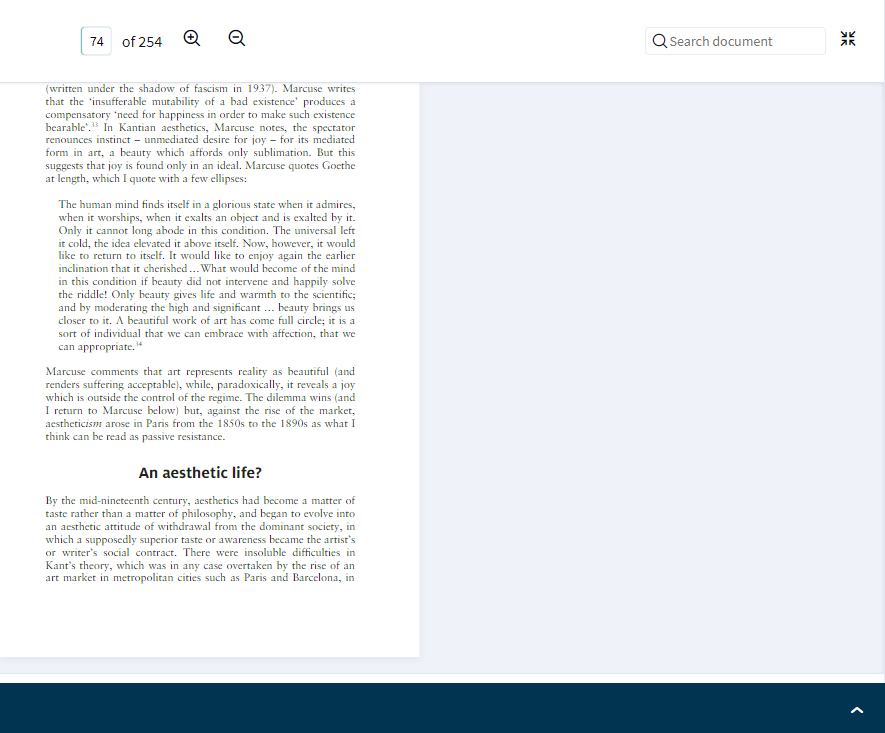 74 of 254 Search document
(written under the shadow of fascism in 1937). Marcuse writes
that the ‘insufferable mutability of a bad existence’ produces a
compensatory ‘need for happiness in order to make such existence
bearable’.³³ In Kantian aesthetics, Marcuse notes, the spectator
renounces instinct – unmediated desire for joy – for its mediated
form in art, a beauty which affords only sublimation. But this
suggests that joy is found only in an ideal. Marcuse quotes Goethe
at length, which I quote with a few ellipses:
The human mind finds itself in a glorious state when it admires,
when it worships, when it exalts an object and is exalted by it.
Only it cannot long abode in this condition. The universal left
it cold, the idea elevated it above itself. Now, however, it would
like to return to itself. It would like to enjoy again the earlier
inclination that it cherished … What would become of the mind
in this condition if beauty did not intervene and happily solve
the riddle! Only beauty gives life and warmth to the scientific;
and by moderating the high and significant … beauty brings us
closer to it. A beautiful work of art has come full circle; it is a
sort of individual that we can embrace with affection, that we
can appropriate.³⁴
Marcuse comments that art represents reality as beautiful (and
renders suffering acceptable), while, paradoxically, it reveals a joy
which is outside the control of the regime. The dilemma wins (and
I return to Marcuse below) but, against the rise of the market,
aestheticism arose in Paris from the 1850s to the 1890s as what I
think can be read as passive resistance.
An aesthetic life?
By the mid-nineteenth century, aesthetics had become a matter of
taste rather than a matter of philosophy, and began to evolve into
an aesthetic attitude of withdrawal from the dominant society, in
which a supposedly superior taste or awareness became the artist’s
or writer’s social contract. There were insoluble difficulties in
Kant’s theory, which was in any case overtaken by the rise of an
art market in metropolitan cities such as Paris and Barcelona, in